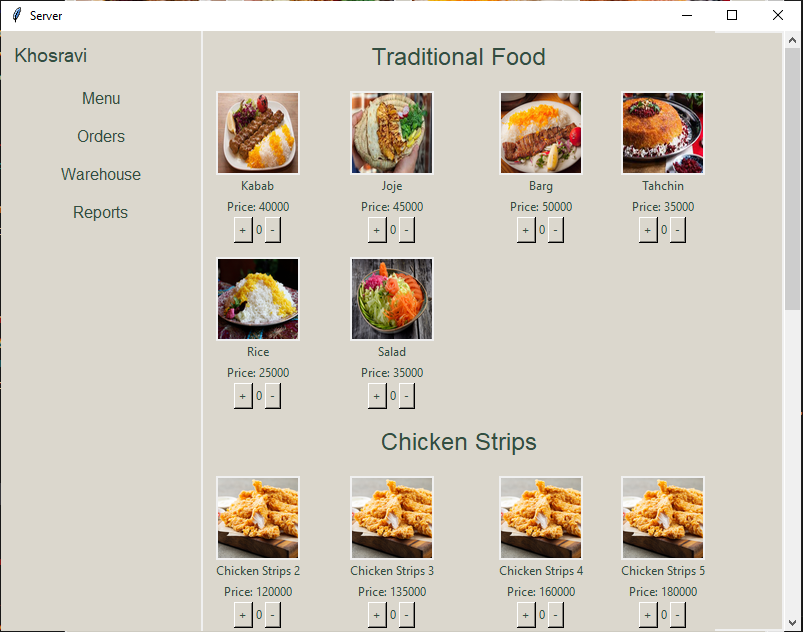 Server
Khosravi
Menu
Orders
Warehouse
Reports
Traditional Food
Kabab Joje Barg Tahchin
Price: 40000 Price: 45000 Price: 50000 Price: 35000
+ 0 - + 0 - + 0 - + 0 -
Rice Salad
Price: 25000 Price: 35000
+ 0 - + 0 -
Chicken Strips
Chicken Strips 2 Chicken Strips 3 Chicken Strips 4 Chicken Strips 5
Price: 120000 Price: 135000 Price: 160000 Price: 180000
+ 0 - + 0 - + 0 - + 0 -